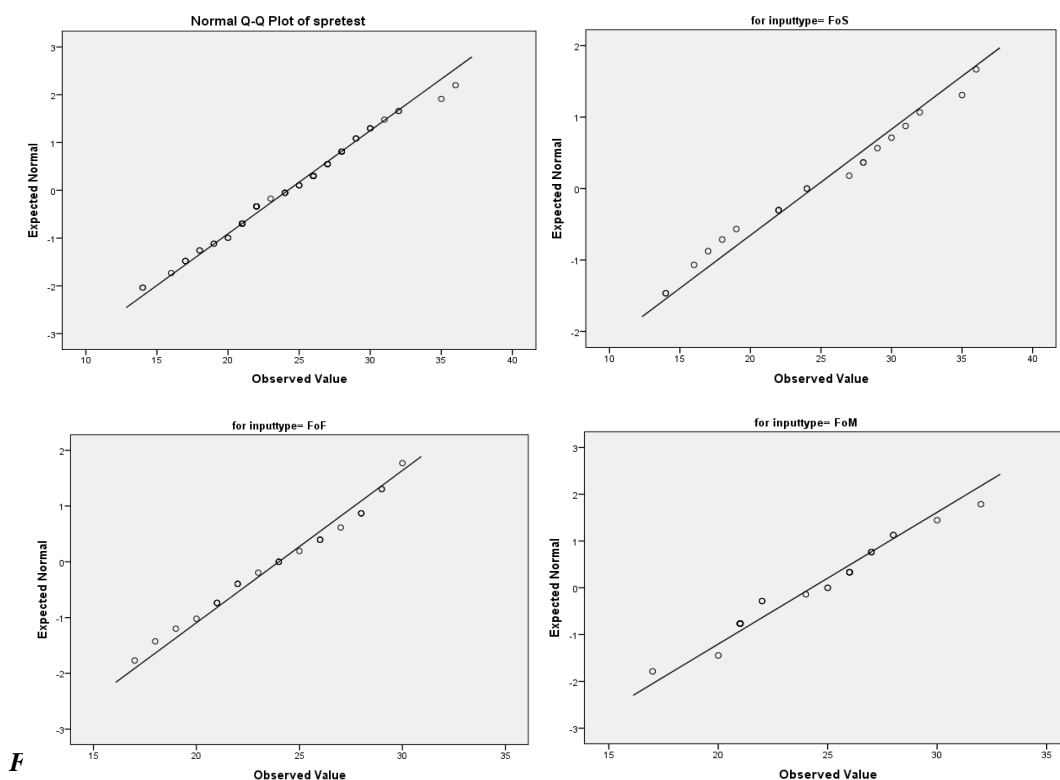 Normal Q-Q Plot of spretest
3
2
1
0
-1
-2
-3
Expected Normal
10 15 20 25 30 35 40
Observed Value
for inputtype= FoS
2
1
0
-1
-2
Expected Normal
10 15 20 25 30 35 40
Observed Value
for inputtype= FoF
2
1
0
-1
-2
-3
Expected Normal
15 20 25 30 35
Observed Value
for inputtype= FoM
3
2
1
0
-1
-2
-3
Expected Normal
15 20 25 30 35
Observed Value